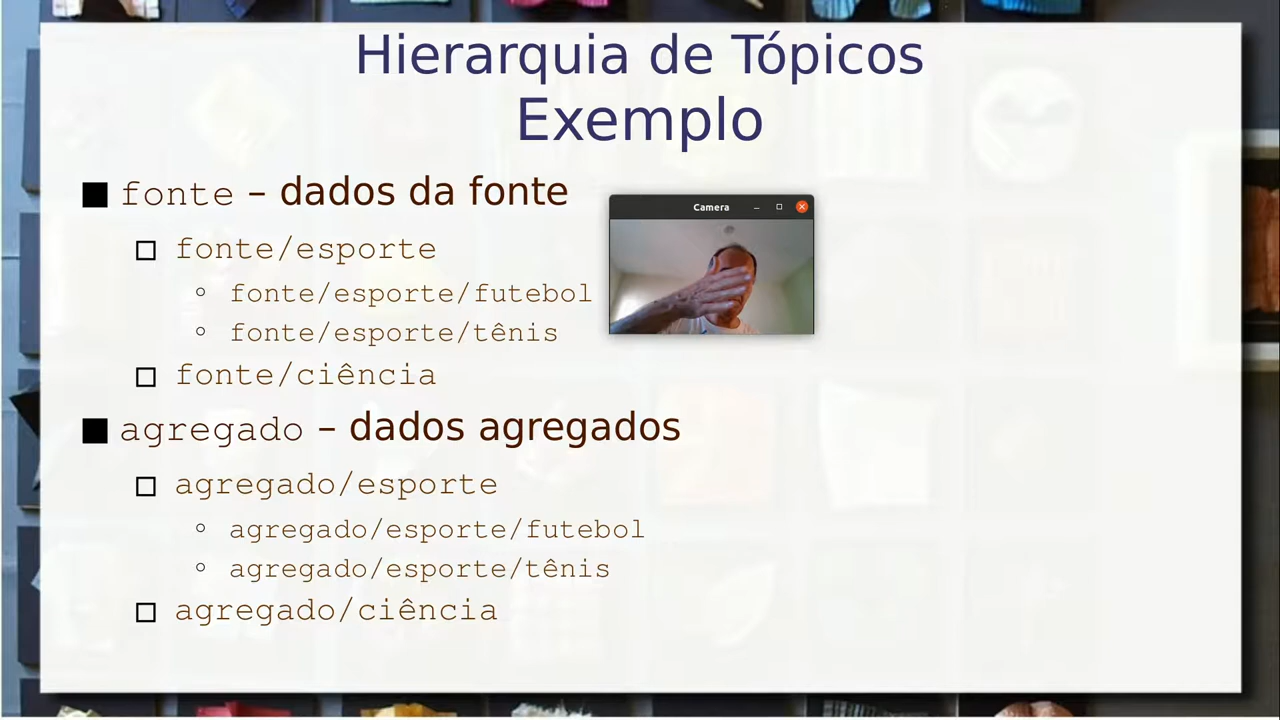 Hierarquia de Tópicos
Exemplo
fonte – dados da fonte
Camera
fonte/esporte
fonte/esporte/futebol
fonte/esporte/tênis
fonte/ciência
agregado – dados agregados
agregado/esporte
agregado/esporte/futebol
agregado/esporte/tênis
agregado/ciência